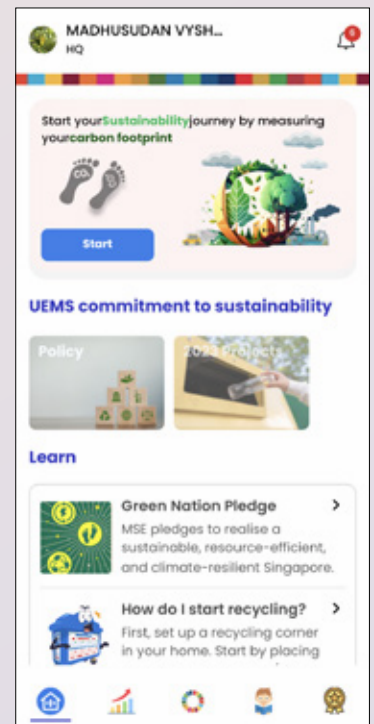 MADHUSUDAN VYSH...
HQ
6
Start yourSustainabilityjourney by measuring
yourcarbon footprint
CO₂
Start
UEMS commitment to sustainability
Policy
2023 Projects
Learn
Green Nation Pledge
MSE pledges to realise a
sustainable, resource-efficient,
and climate-resilient Singapore.
How do I start recycling?
First, set up a recycling corner
in your home. Start by placing